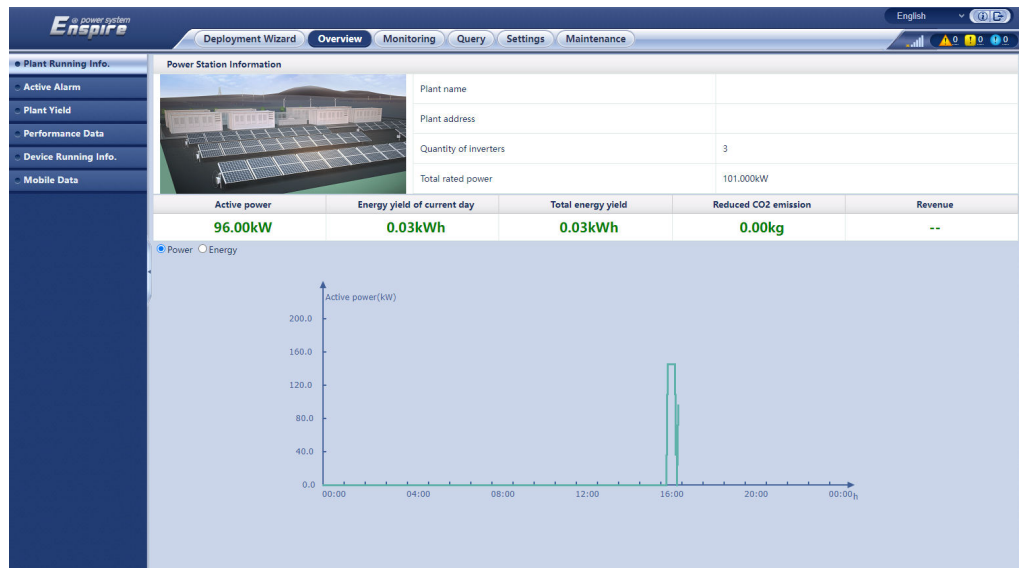 Enspire
@ power system
English
Deployment Wizard Overview Monitoring Query Settings Maintenance
0 0 0
Plant Running Info.
Active Alarm
Plant Yield
Performance Data
Device Running Info.
Mobile Data
Power Station Information
Plant name
Plant address
Quantity of inverters 3
Total rated power 101.000kW
Active power Energy yield of current day Total energy yield Reduced CO2 emission Revenue
96.00kW 0.03kWh 0.03kWh 0.00kg --
Power Energy
Active power(kW)
200.0
160.0
120.0
80.0
40.0
0.0
00:00 04:00 08:00 12:00 16:00 20:00 00:00 h